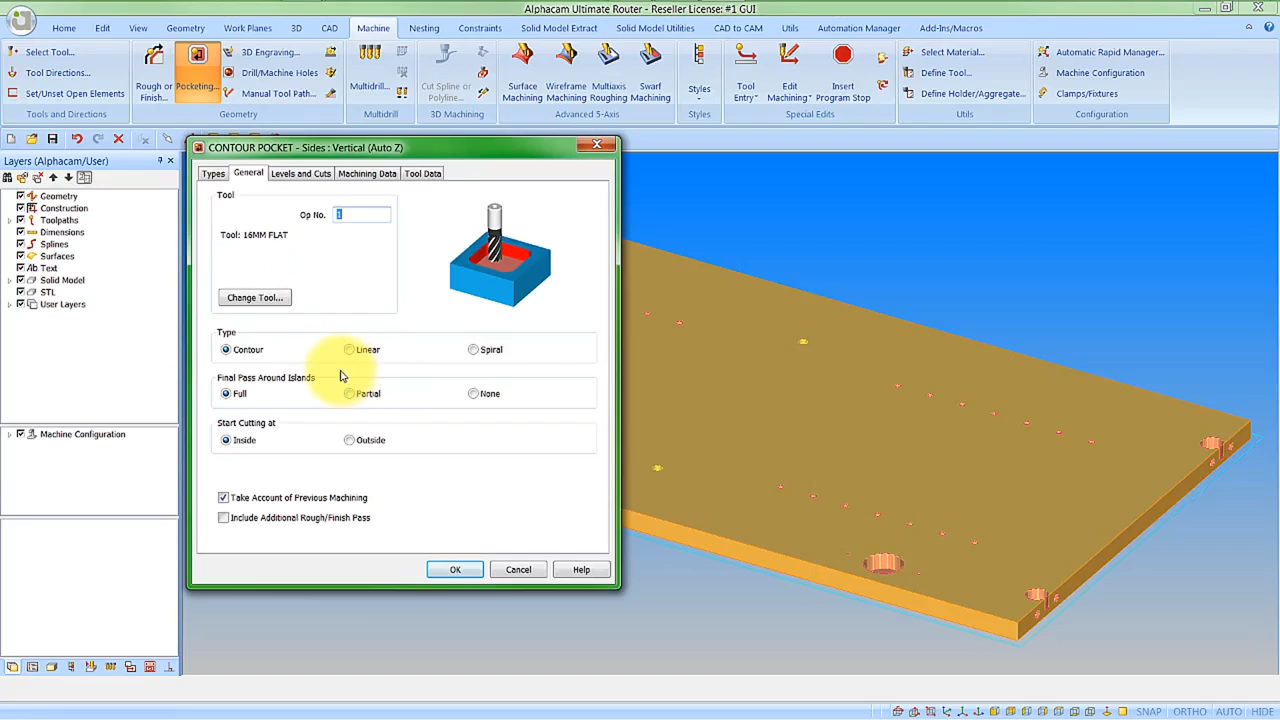 Alphacam Ultimate Router - Reseller License: #1 GUI
Home Edit View Geometry Work Planes 3D CAD Machine Nesting Constraints Solid Model Extract Solid Model Utilities CAD to CAM Utils Automation Manager Add-Ins/Macros
Select Tool...
Tool Directions...
Set/Unset Open Elements
Tools and Directions
Rough or Finish...
Pocketing...
3D Engraving...
Drill/Machine Holes
Manual Tool Path...
Geometry
Multidrill...
Multidrill
Cut Spline or Polyline...
3D Machining
Surface Machining
Wireframe Machining
Multiaxis Roughing
Swarf Machining
Advanced 5-Axis
Styles
Styles
Tool Entry
Edit Machining
Insert Program Stop
Special Edits
Select Material...
Define Tool...
Define Holder/Aggregate...
Utils
Automatic Rapid Manager...
Machine Configuration
Clamps/Fixtures
Configuration
Layers (Alphacam/User)
Geometry
Construction
Toolpaths
Dimensions
Splines
Surfaces
Text
Solid Model
STL
User Layers
Machine Configuration
CONTOUR POCKET - Sides : Vertical (Auto Z)
Types General Levels and Cuts Machining Data Tool Data
Tool
Op No. 1
Tool: 16MM FLAT
Change Tool...
Type
Contour Linear Spiral
Final Pass Around Islands
Full Partial None
Start Cutting at
Inside Outside
Take Account of Previous Machining
Include Additional Rough/Finish Pass
OK Cancel Help
SNAP ORTHO AUTO HIDE